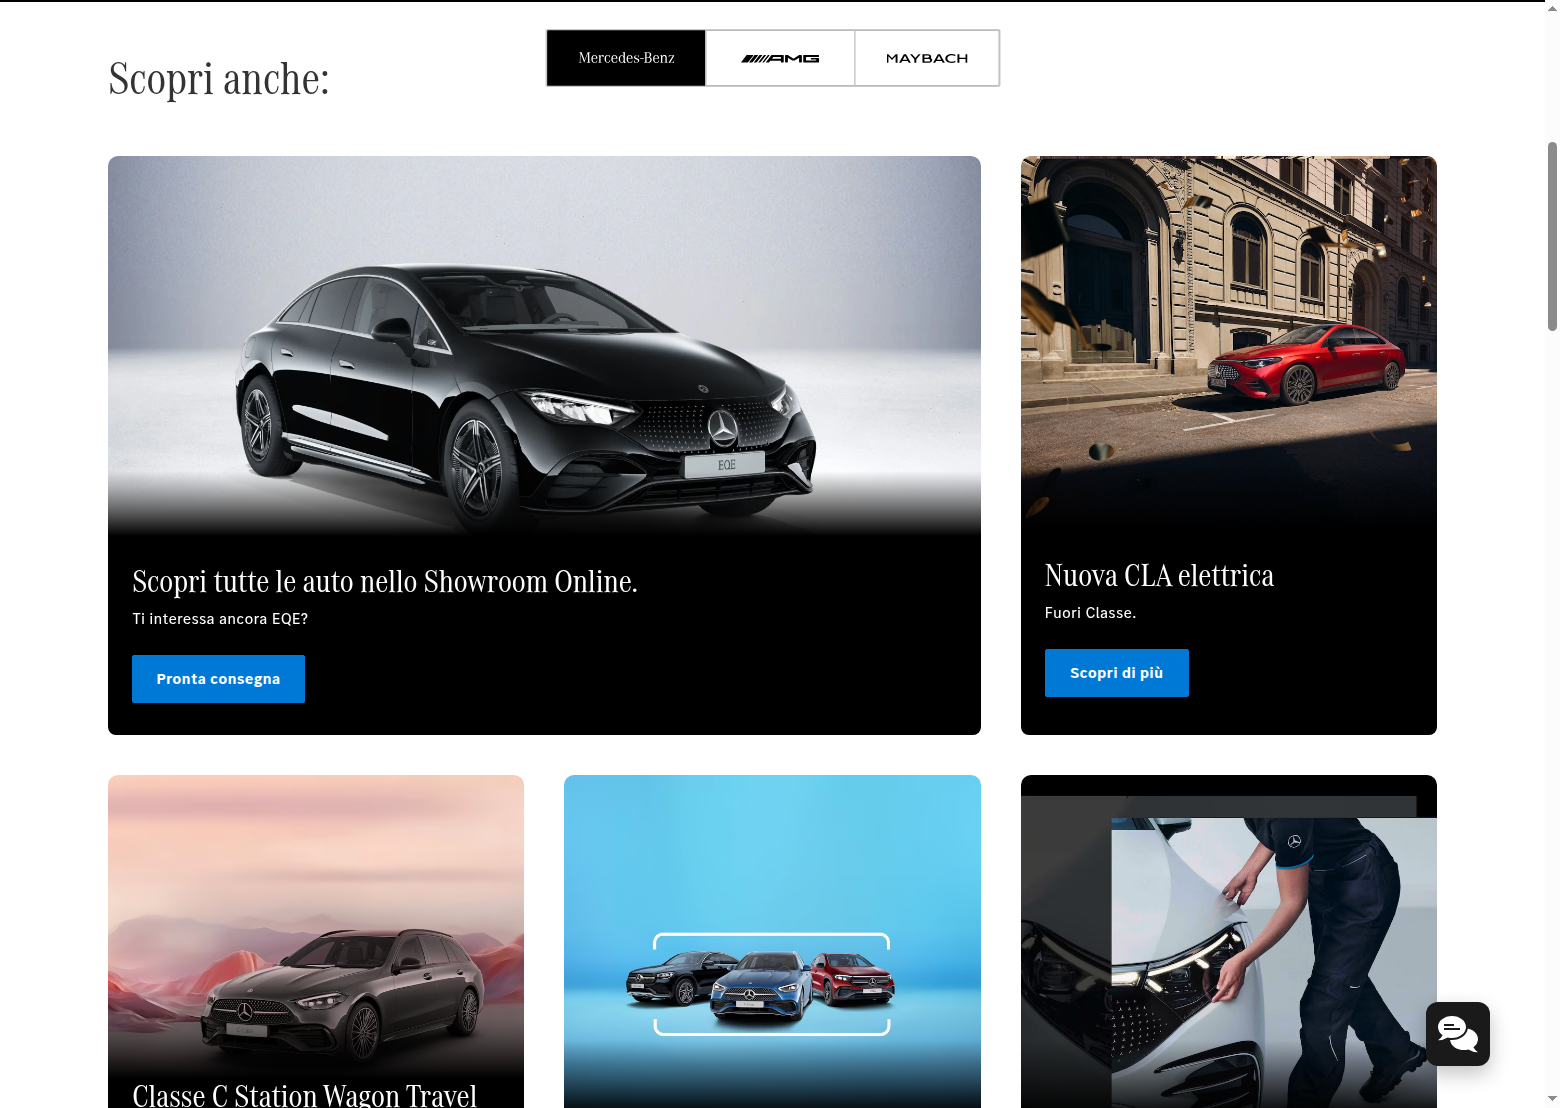 Scopri anche:
Mercedes-Benz
AMG
MAYBACH
EQE
Scopri tutte le auto nello Showroom Online.
Ti interessa ancora EQE?
Pronta consegna
Nuova CLA elettrica
Fuori Classe.
Scopri di più
Classe C Station Wagon Travel